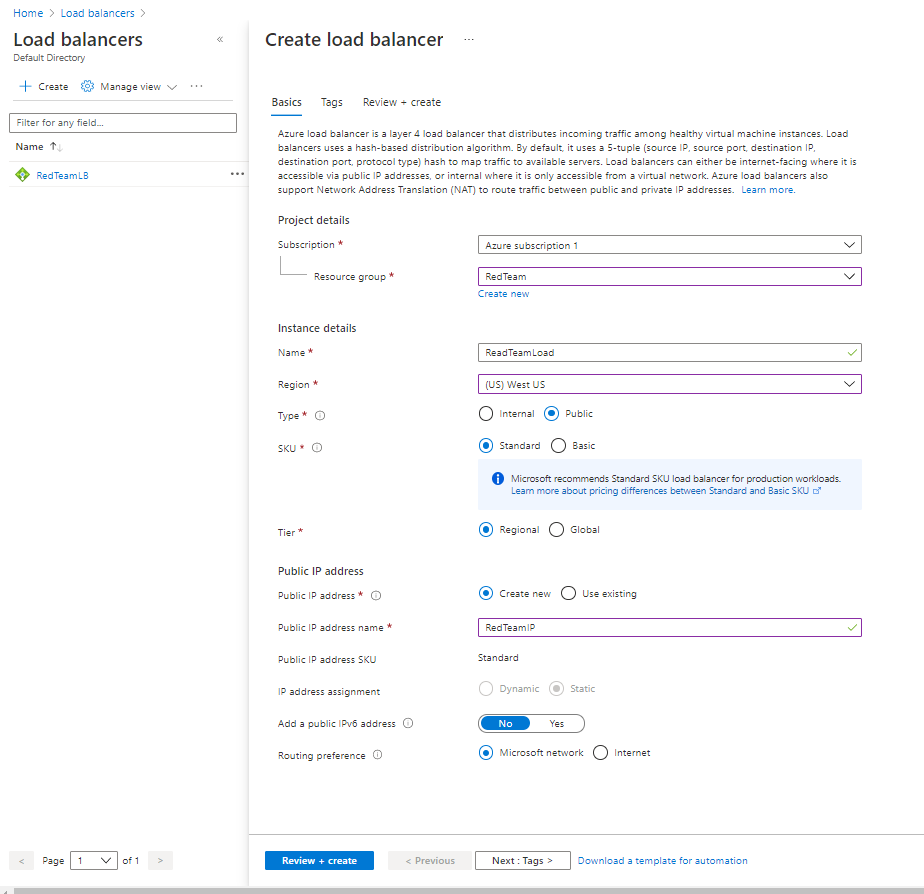 Home > Load balancers >
Load balancers «
Default Directory
+ Create Manage view ...
Filter for any field...
Name ↑↓
RedTeamLB ...
Page 1 of 1
< >
Create load balancer ...
Basics Tags Review + create
Azure load balancer is a layer 4 load balancer that distributes incoming traffic among healthy virtual machine instances. Load
balancers uses a hash-based distribution algorithm. By default, it uses a 5-tuple (source IP, source port, destination IP,
destination port, protocol type) hash to map traffic to available servers. Load balancers can either be internet-facing where it is
accessible via public IP addresses, or internal where it is only accessible from a virtual network. Azure load balancers also
support Network Address Translation (NAT) to route traffic between public and private IP addresses. Learn more.
Project details
Subscription * Azure subscription 1
Resource group * RedTeam
Create new
Instance details
Name * ReadTeamLoad
Region * (US) West US
Type * Internal Public
SKU * Standard Basic
Microsoft recommends Standard SKU load balancer for production workloads.
Learn more about pricing differences between Standard and Basic SKU
Tier * Regional Global
Public IP address
Public IP address * Create new Use existing
Public IP address name * RedTeamIP
Public IP address SKU Standard
IP address assignment Dynamic Static
Add a public IPv6 address No Yes
Routing preference Microsoft network Internet
Review + create < Previous Next : Tags > Download a template for automation